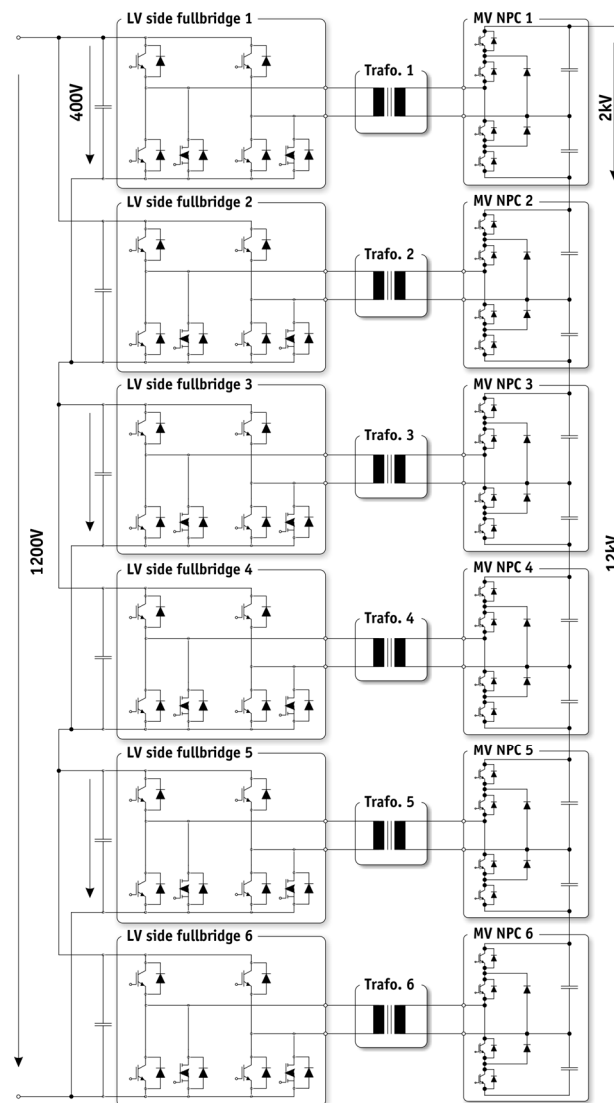 LV side fullbridge 1
MV NPC 1
Trafo. 1
400V
2kV
LV side fullbridge 2
MV NPC 2
Trafo. 2
LV side fullbridge 3
MV NPC 3
Trafo. 3
1200V
12kV
LV side fullbridge 4
MV NPC 4
Trafo. 4
LV side fullbridge 5
MV NPC 5
Trafo. 5
LV side fullbridge 6
MV NPC 6
Trafo. 6